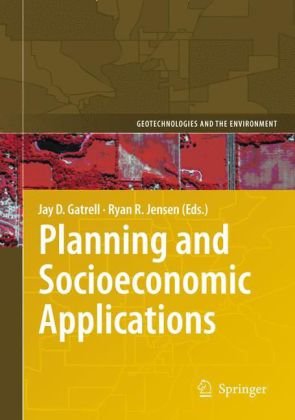 GEOTECHNOLOGIES AND THE ENVIRONMENT
Jay D. Gatrell · Ryan R. Jensen (Eds.)
Planning and
Socioeconomic
Applications
Springer